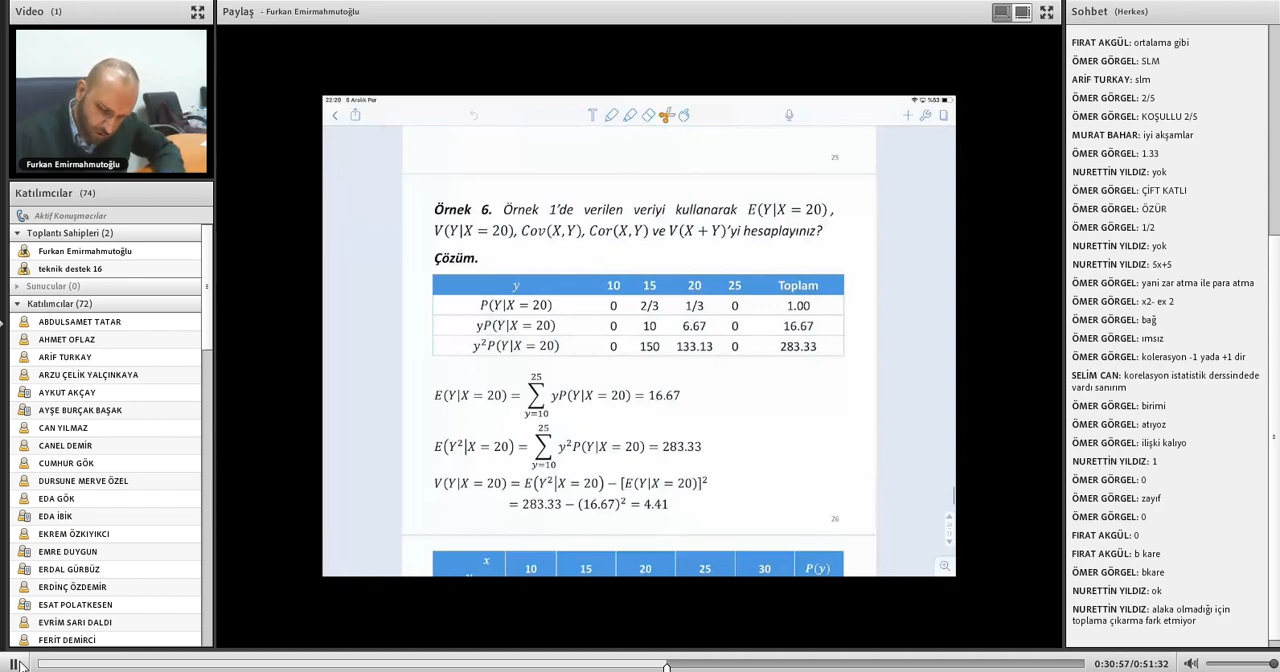 Video (1)
Furkan Emirmahmutoğlu
Katılımcılar (74)
Aktif Konuşmacılar
Toplantı Sahipleri (2)
Furkan Emirmahmutoğlu
teknik destek 16
Sunucular (0)
Katılımcılar (72)
ABDULSAMET TATAR
AHMET OFLAZ
ARİF TURKAY
ARZU ÇELİK YALÇINKAYA
AYKUT AKÇAY
AYŞE BURÇAK BAŞAK
CAN YILMAZ
CANEL DEMİR
CUMHUR GÖK
DURSUNE MERVE ÖZEL
EDA GÖK
EDA İBİK
EKREM ÖZKIYIKCI
EMRE DUYGUN
ERDAL GÜRBÜZ
ERDİNÇ ÖZDEMİR
ESAT POLATKESEN
EVRİM SARI DALDI
FERİT DEMİRCİ
Paylaş - Furkan Emirmahmutoğlu
22:20 5 Aralık Per
%53
25
Örnek 6. Örnek 1'de verilen veriyi kullanarak E(Y|X = 20),
V(Y|X = 20), Cov(X,Y), Cor(X,Y) ve V(X + Y)'yi hesaplayınız?
Çözüm.
y 10 15 20 25 Toplam
P(Y|X = 20) 0 2/3 1/3 0 1.00
yP(Y|X = 20) 0 10 6.67 0 16.67
y²P(Y|X = 20) 0 150 133.13 0 283.33
25
E(Y|X = 20) = ∑ yP(Y|X = 20) = 16.67
y=10
25
E(Y²|X = 20) = ∑ y²P(Y|X = 20) = 283.33
y=10
V(Y|X = 20) = E(Y²|X = 20) − [E(Y|X = 20)]²
= 283.33 − (16.67)² = 4.41
26
x 10 15 20 25 30 P(y)
Sohbet (Herkes)
FIRAT AKGÜL: ortalama gibi
ÖMER GÖRGEL: SLM
ARİF TURKAY: slm
ÖMER GÖRGEL: 2/5
ÖMER GÖRGEL: KOŞULLU 2/5
MURAT BAHAR: iyi akşamlar
ÖMER GÖRGEL: 1.33
NURETTİN YILDIZ: yok
ÖMER GÖRGEL: ÇİFT KATLI
ÖMER GÖRGEL: ÖZÜR
ÖMER GÖRGEL: 1/2
NURETTİN YILDIZ: yok
NURETTİN YILDIZ: 5x+5
ÖMER GÖRGEL: yani zar atma ile para atma
ÖMER GÖRGEL: x2- ex 2
ÖMER GÖRGEL: bağ
ÖMER GÖRGEL: ımsız
ÖMER GÖRGEL: kolerasyon -1 yada +1 dir
SELİM CAN: korelasyon istatistik derssindede
vardı sanırım
ÖMER GÖRGEL: birimi
ÖMER GÖRGEL: atıyoz
ÖMER GÖRGEL: ilişki kalıyo
NURETTİN YILDIZ: 1
ÖMER GÖRGEL: 0
ÖMER GÖRGEL: zayıf
ÖMER GÖRGEL: 0
FIRAT AKGÜL: 0
FIRAT AKGÜL: b kare
ÖMER GÖRGEL: bkare
NURETTİN YILDIZ: ok
NURETTİN YILDIZ: alaka olmadığı için
toplama çıkarma fark etmiyor
0:30:57/0:51:32